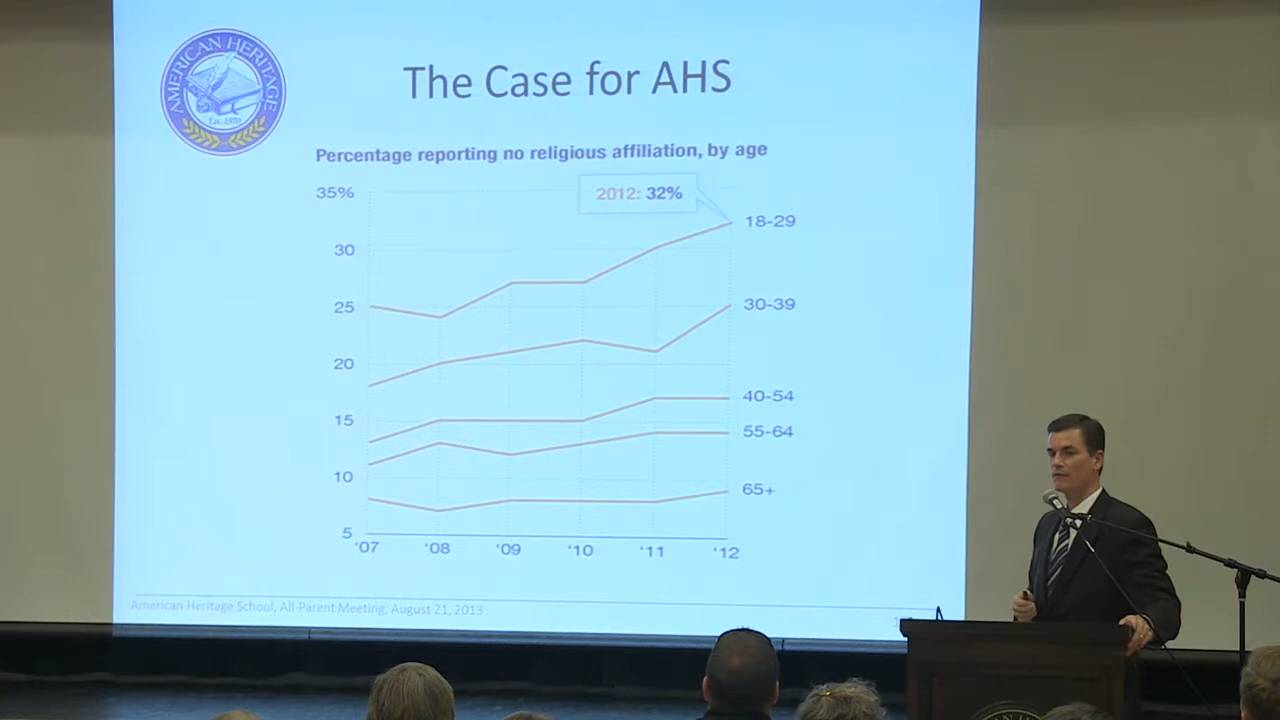 AMERICAN HERITAGE
Est. 1970
The Case for AHS
Percentage reporting no religious affiliation, by age
35%
2012: 32%
18-29
30
25
30-39
20
40-54
15
55-64
10
65+
5
'07 '08 '09 '10 '11 '12
American Heritage School, All-Parent Meeting, August 21, 2013